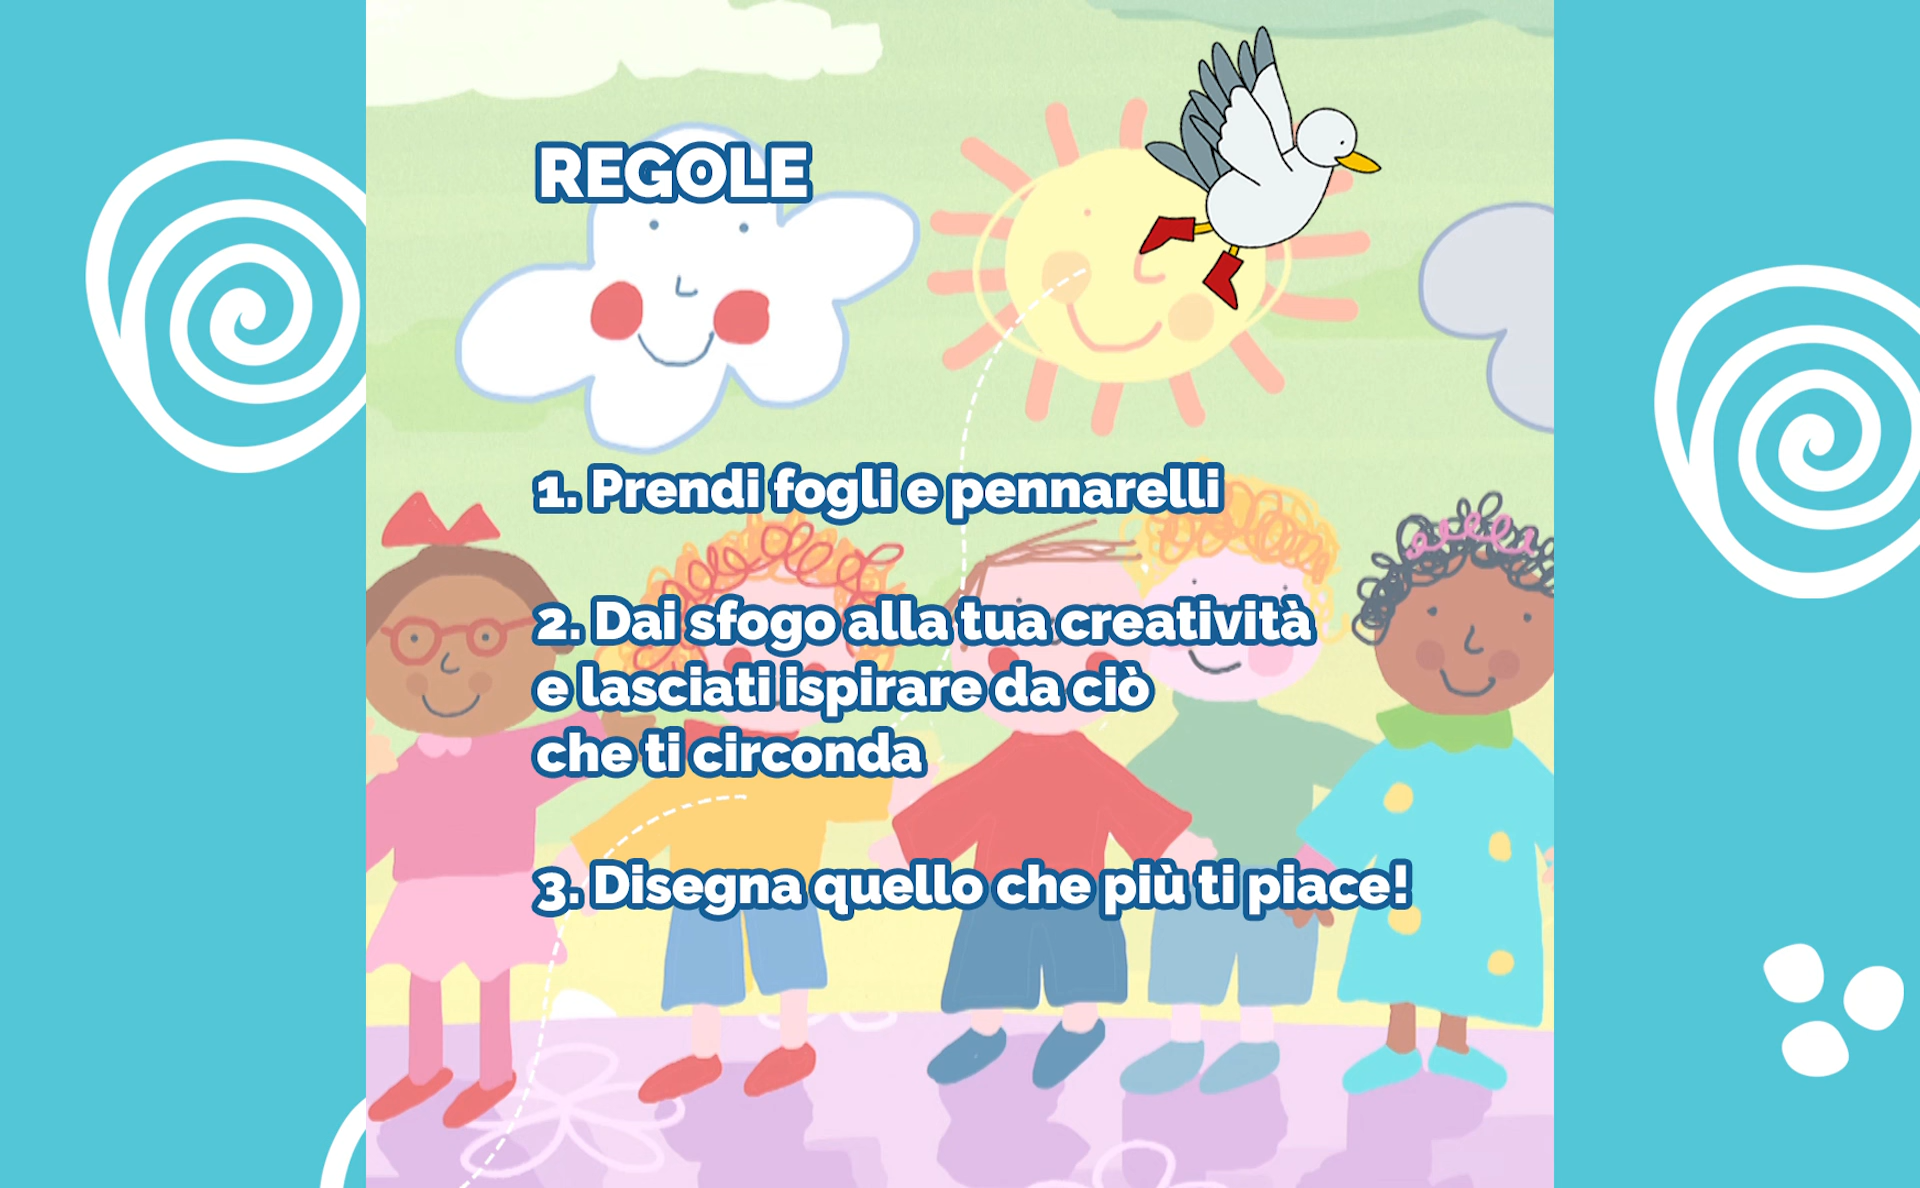 REGOLE
1. Prendi fogli e pennarelli
2. Dai sfogo alla tua creatività
e lasciati ispirare da ciò
che ti circonda
3. Disegna quello che più ti piace!